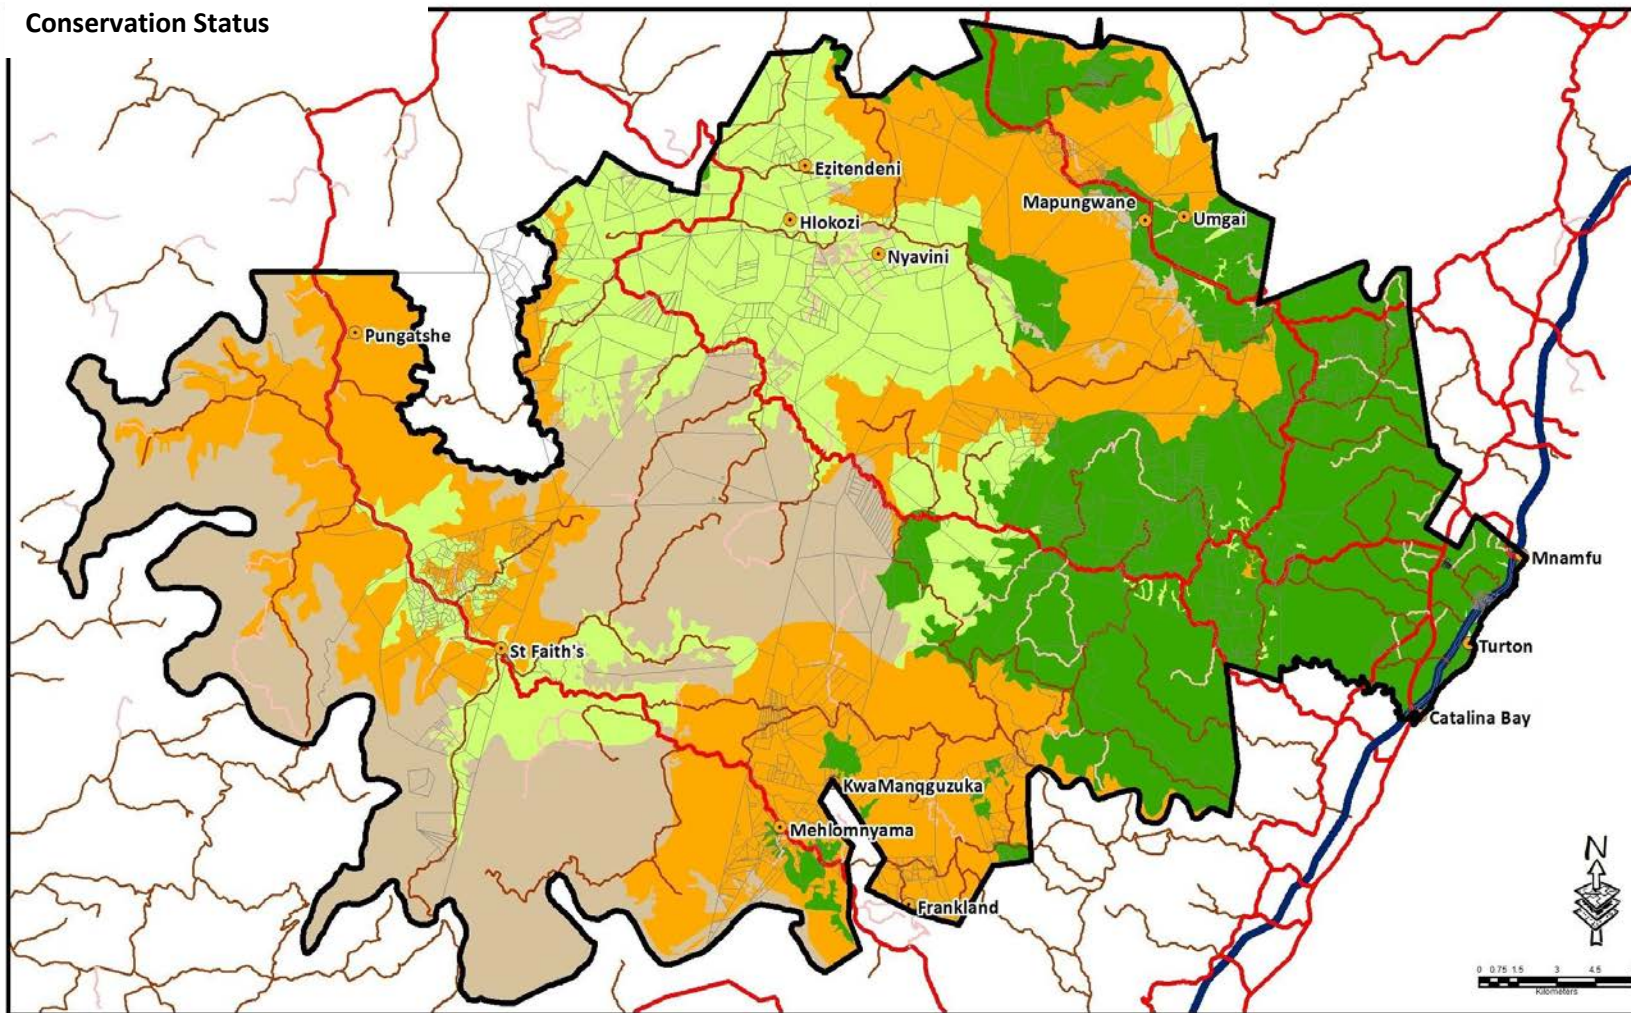 Conservation Status
Ezitendeni
Hlokozi
Nyavini
Mapungwane
Umgai
Pungatshe
Mnamfu
St Faith's
Turton
Catalina Bay
KwaManqguzuka
Mehlomnyama
Frankland
N
0 0.75 1.5 3 4.5
Kilometers